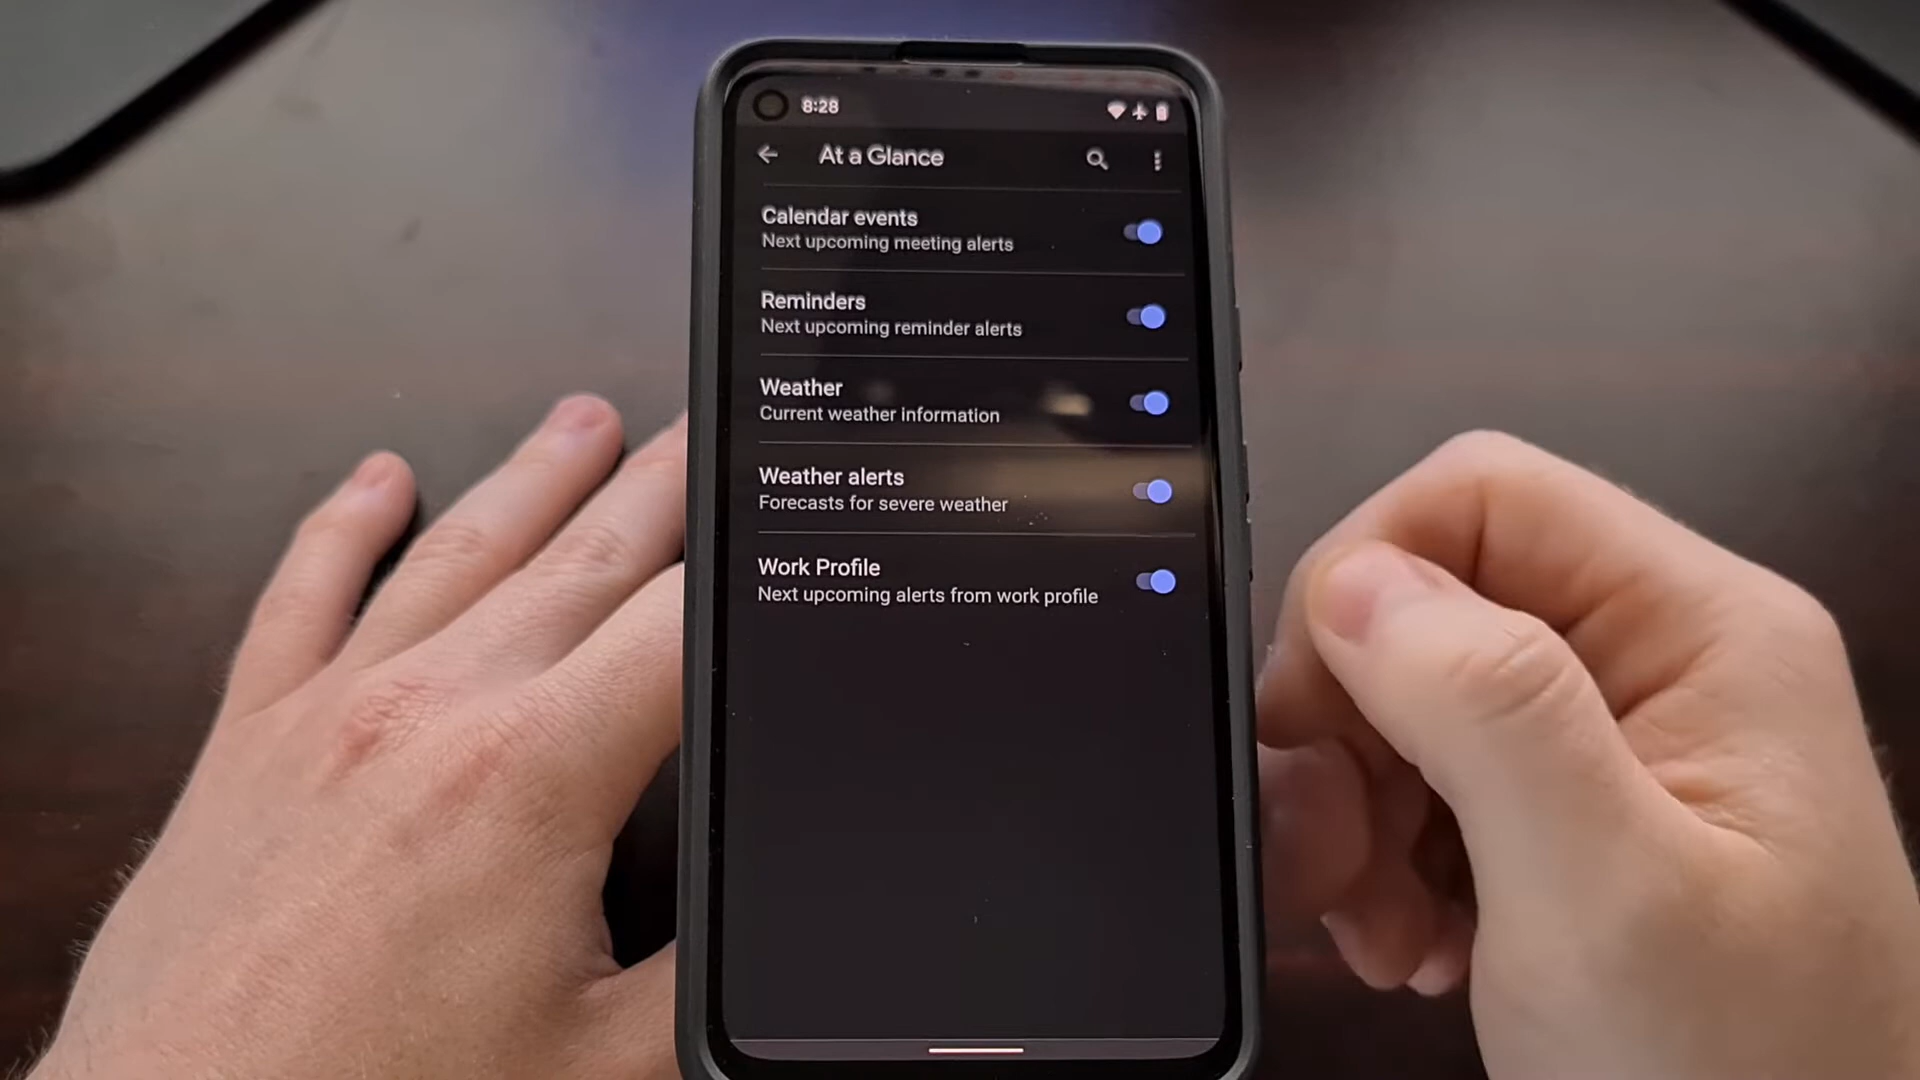 8:28
At a Glance
Calendar events
Next upcoming meeting alerts
Reminders
Next upcoming reminder alerts
Weather
Current weather information
Weather alerts
Forecasts for severe weather
Work Profile
Next upcoming alerts from work profile